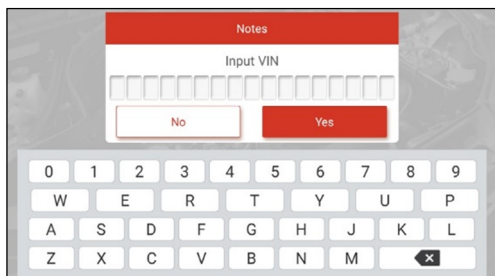 Notes
Input VIN
No Yes
0 1 2 3 4 5 6 7 8 9
W E R T Y U P
A S D F G H J K L
Z X C V B N M